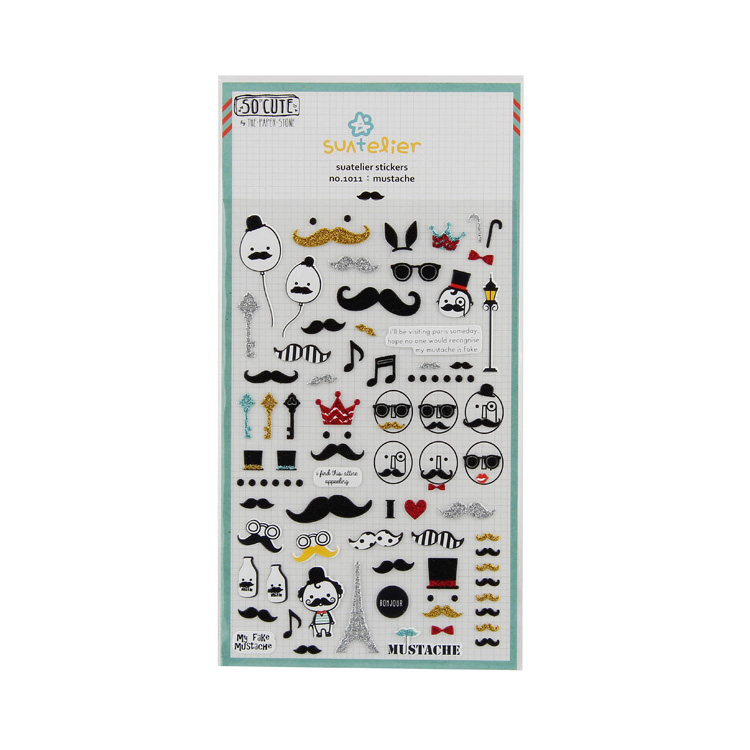 SO CUTE
by THE-PAPER-STONE
suatelier
suatelier stickers
no.1011 : mustache
i'll be visiting paris someday.
hope no one would recognise
my mustache is fake.
i find this attire
appealing
I
BONJOUR
My Fake
Mustache
MUSTACHE